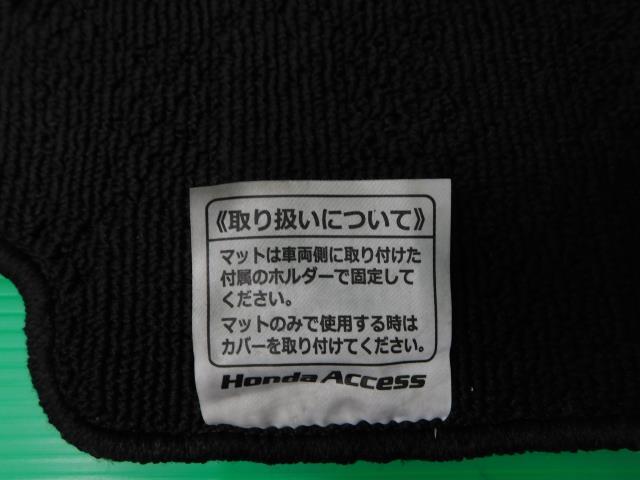 《取り扱いについて》
マットは車両側に取り付けた
付属のホルダーで固定して
ください。
マットのみで使用する時は
カバーを取り付けてください。
Honda Access